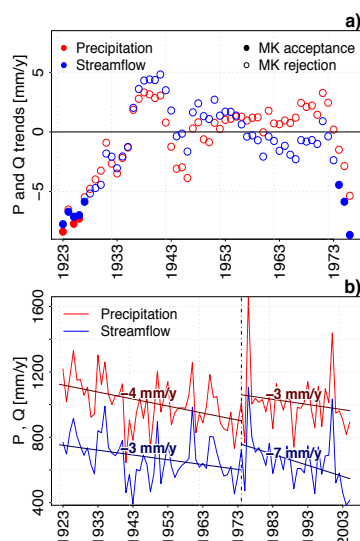 a)
Precipitation
Streamflow
MK acceptance
MK rejection
P and Q trends [mm/y]
5
0
−5
1923
1933
1943
1953
1963
1973
b)
Precipitation
Streamflow
P , Q [mm/y]
1600
1200
800
400
−4 mm/y
−3 mm/y
−3 mm/y
−7 mm/y
1923
1933
1943
1953
1963
1973
1983
1993
2003